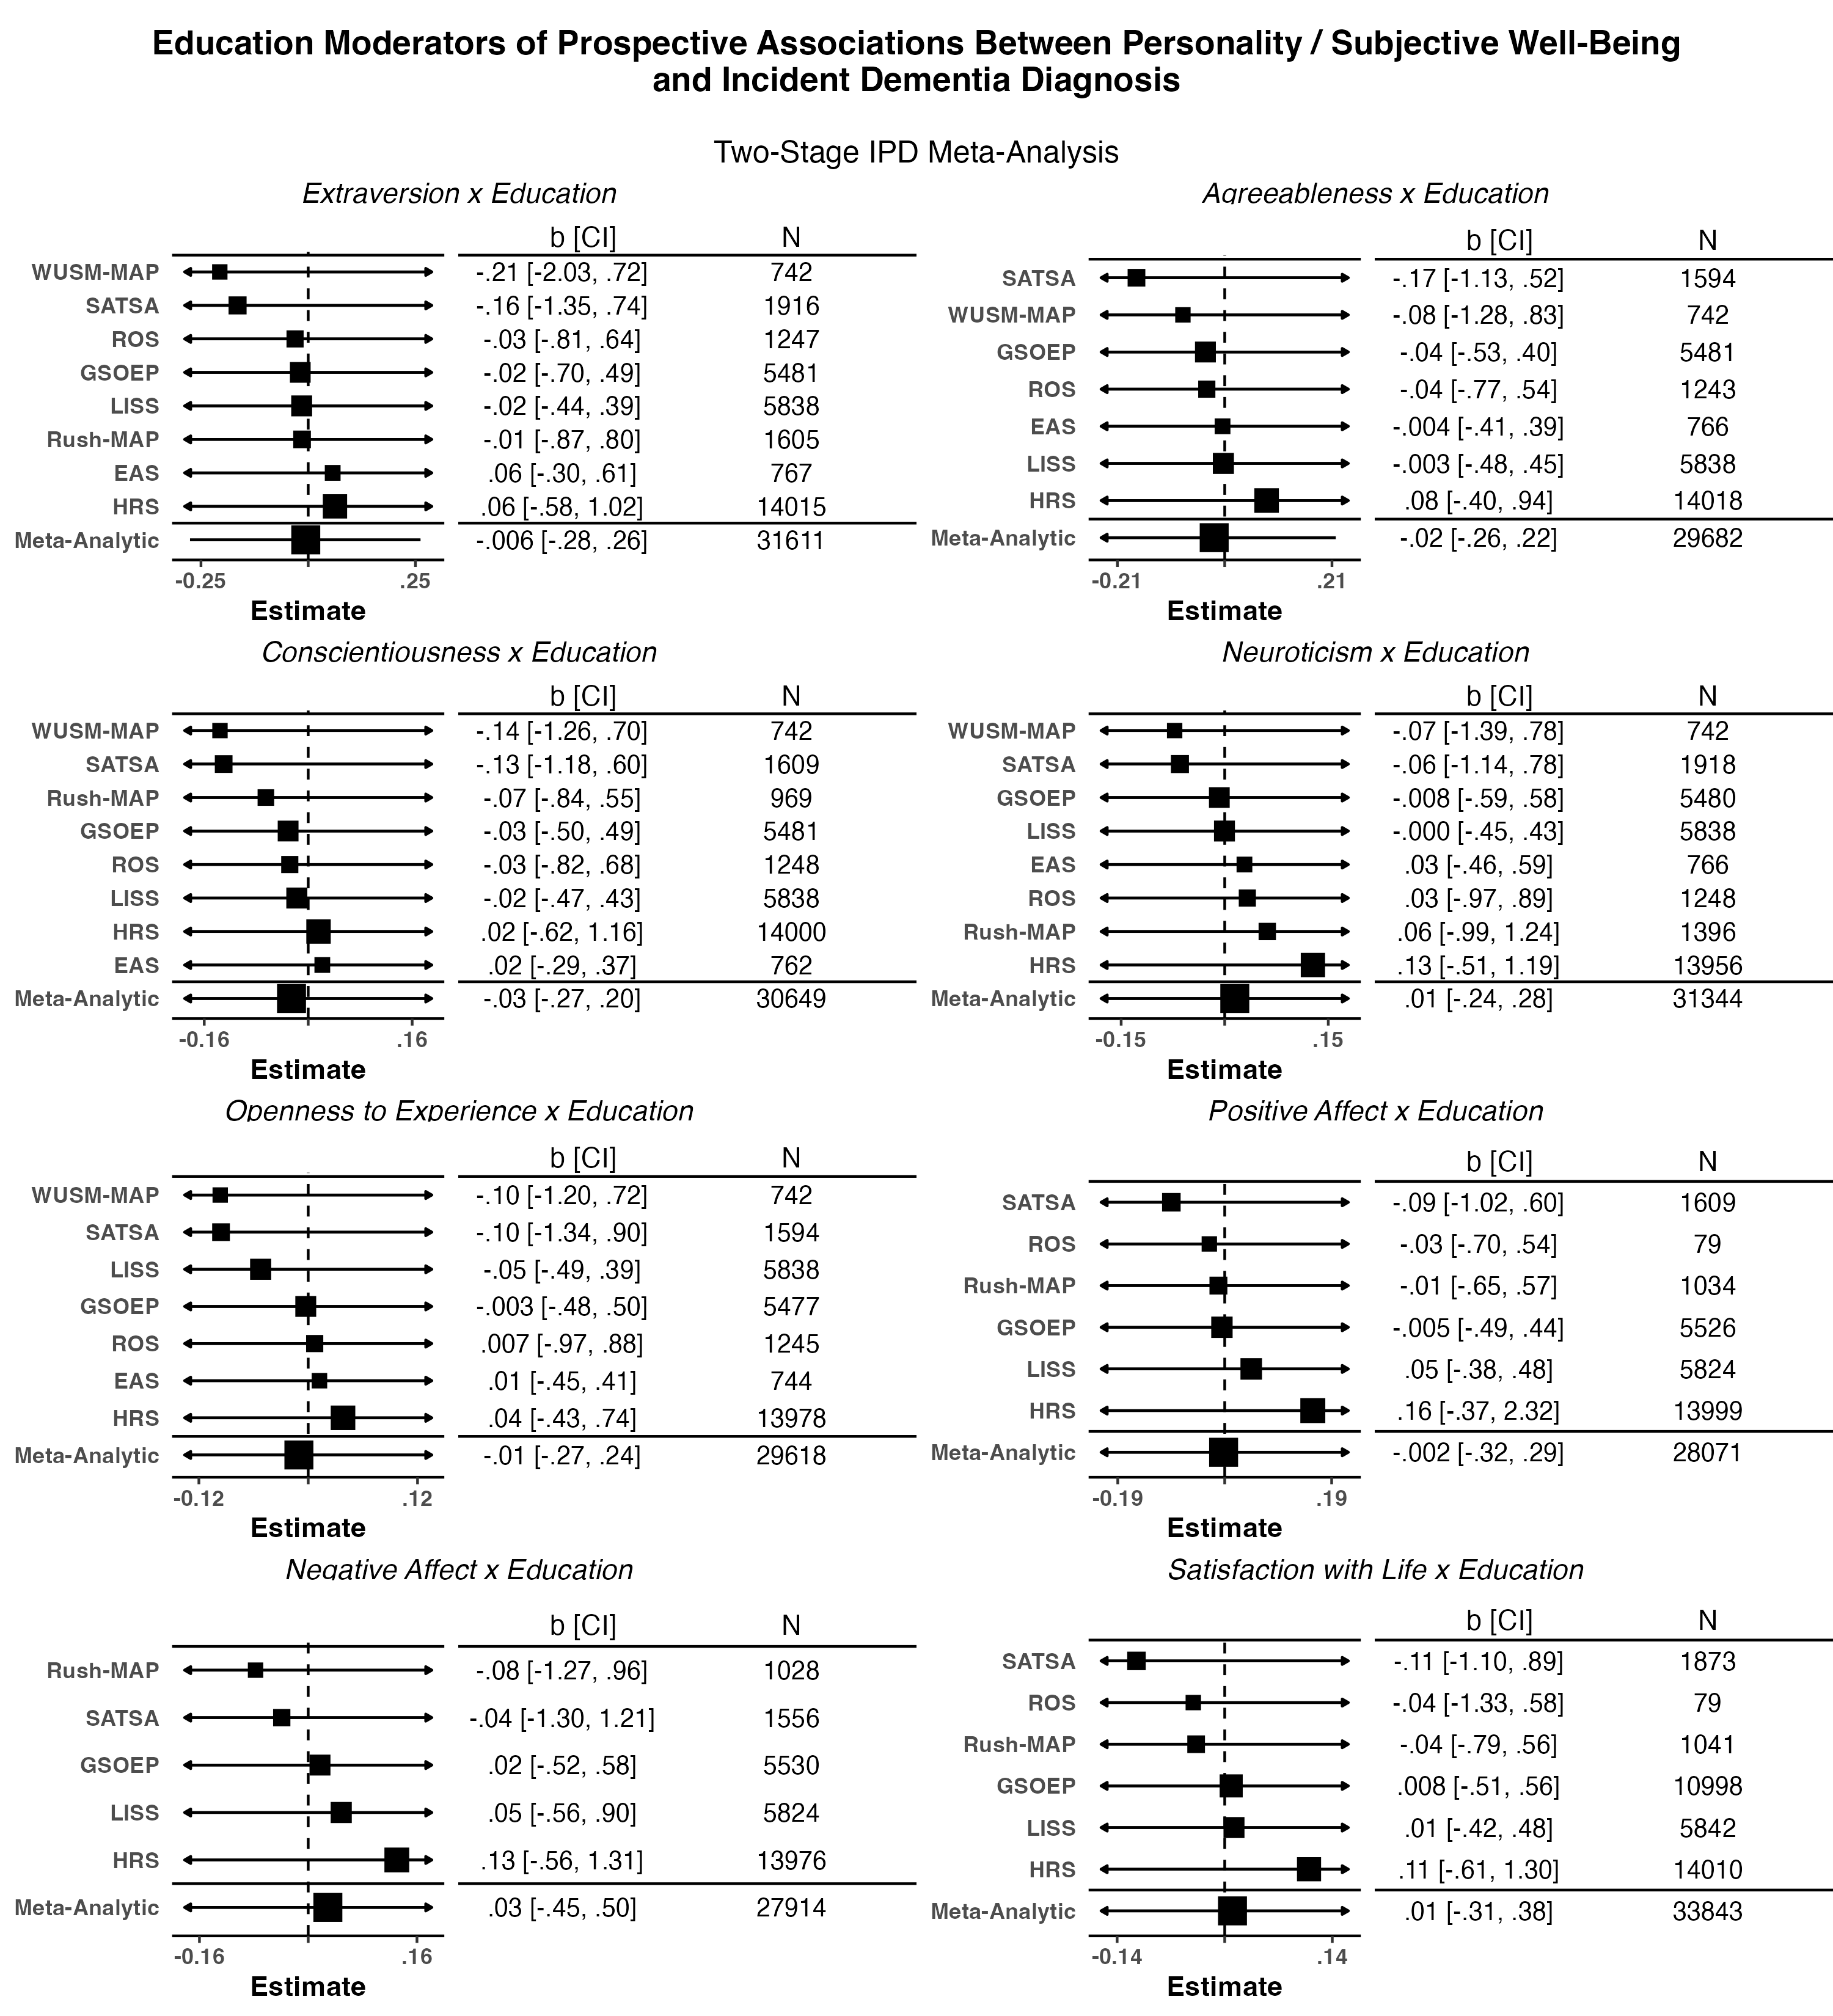 Education Moderators of Prospective Associations Between Personality / Subjective Well-Being
and Incident Dementia Diagnosis
Two-Stage IPD Meta-Analysis
Extraversion x Education
b [CI] N
WUSM-MAP -.21 [-2.03, .72] 742
SATSA -.16 [-1.35, .74] 1916
ROS -.03 [-.81, .64] 1247
GSOEP -.02 [-.70, .49] 5481
LISS -.02 [-.44, .39] 5838
Rush-MAP -.01 [-.87, .80] 1605
EAS .06 [-.30, .61] 767
HRS .06 [-.58, 1.02] 14015
Meta-Analytic -.006 [-.28, .26] 31611
-0.25 .25
Estimate
Agreeableness x Education
b [CI] N
SATSA -.17 [-1.13, .52] 1594
WUSM-MAP -.08 [-1.28, .83] 742
GSOEP -.04 [-.53, .40] 5481
ROS -.04 [-.77, .54] 1243
EAS -.004 [-.41, .39] 766
LISS -.003 [-.48, .45] 5838
HRS .08 [-.40, .94] 14018
Meta-Analytic -.02 [-.26, .22] 29682
-0.21 .21
Estimate
Conscientiousness x Education
b [CI] N
WUSM-MAP -.14 [-1.26, .70] 742
SATSA -.13 [-1.18, .60] 1609
Rush-MAP -.07 [-.84, .55] 969
GSOEP -.03 [-.50, .49] 5481
ROS -.03 [-.82, .68] 1248
LISS -.02 [-.47, .43] 5838
HRS .02 [-.62, 1.16] 14000
EAS .02 [-.29, .37] 762
Meta-Analytic -.03 [-.27, .20] 30649
-0.16 .16
Estimate
Neuroticism x Education
b [CI] N
WUSM-MAP -.07 [-1.39, .78] 742
SATSA -.06 [-1.14, .78] 1918
GSOEP -.008 [-.59, .58] 5480
LISS -.000 [-.45, .43] 5838
EAS .03 [-.46, .59] 766
ROS .03 [-.97, .89] 1248
Rush-MAP .06 [-.99, 1.24] 1396
HRS .13 [-.51, 1.19] 13956
Meta-Analytic .01 [-.24, .28] 31344
-0.15 .15
Estimate
Openness to Experience x Education
b [CI] N
WUSM-MAP -.10 [-1.20, .72] 742
SATSA -.10 [-1.34, .90] 1594
LISS -.05 [-.49, .39] 5838
GSOEP -.003 [-.48, .50] 5477
ROS .007 [-.97, .88] 1245
EAS .01 [-.45, .41] 744
HRS .04 [-.43, .74] 13978
Meta-Analytic -.01 [-.27, .24] 29618
-0.12 .12
Estimate
Positive Affect x Education
b [CI] N
SATSA -.09 [-1.02, .60] 1609
ROS -.03 [-.70, .54] 79
Rush-MAP -.01 [-.65, .57] 1034
GSOEP -.005 [-.49, .44] 5526
LISS .05 [-.38, .48] 5824
HRS .16 [-.37, 2.32] 13999
Meta-Analytic -.002 [-.32, .29] 28071
-0.19 .19
Estimate
Negative Affect x Education
b [CI] N
Rush-MAP -.08 [-1.27, .96] 1028
SATSA -.04 [-1.30, 1.21] 1556
GSOEP .02 [-.52, .58] 5530
LISS .05 [-.56, .90] 5824
HRS .13 [-.56, 1.31] 13976
Meta-Analytic .03 [-.45, .50] 27914
-0.16 .16
Estimate
Satisfaction with Life x Education
b [CI] N
SATSA -.11 [-1.10, .89] 1873
ROS -.04 [-1.33, .58] 79
Rush-MAP -.04 [-.79, .56] 1041
GSOEP .008 [-.51, .56] 10998
LISS .01 [-.42, .48] 5842
HRS .11 [-.61, 1.30] 14010
Meta-Analytic .01 [-.31, .38] 33843
-0.14 .14
Estimate